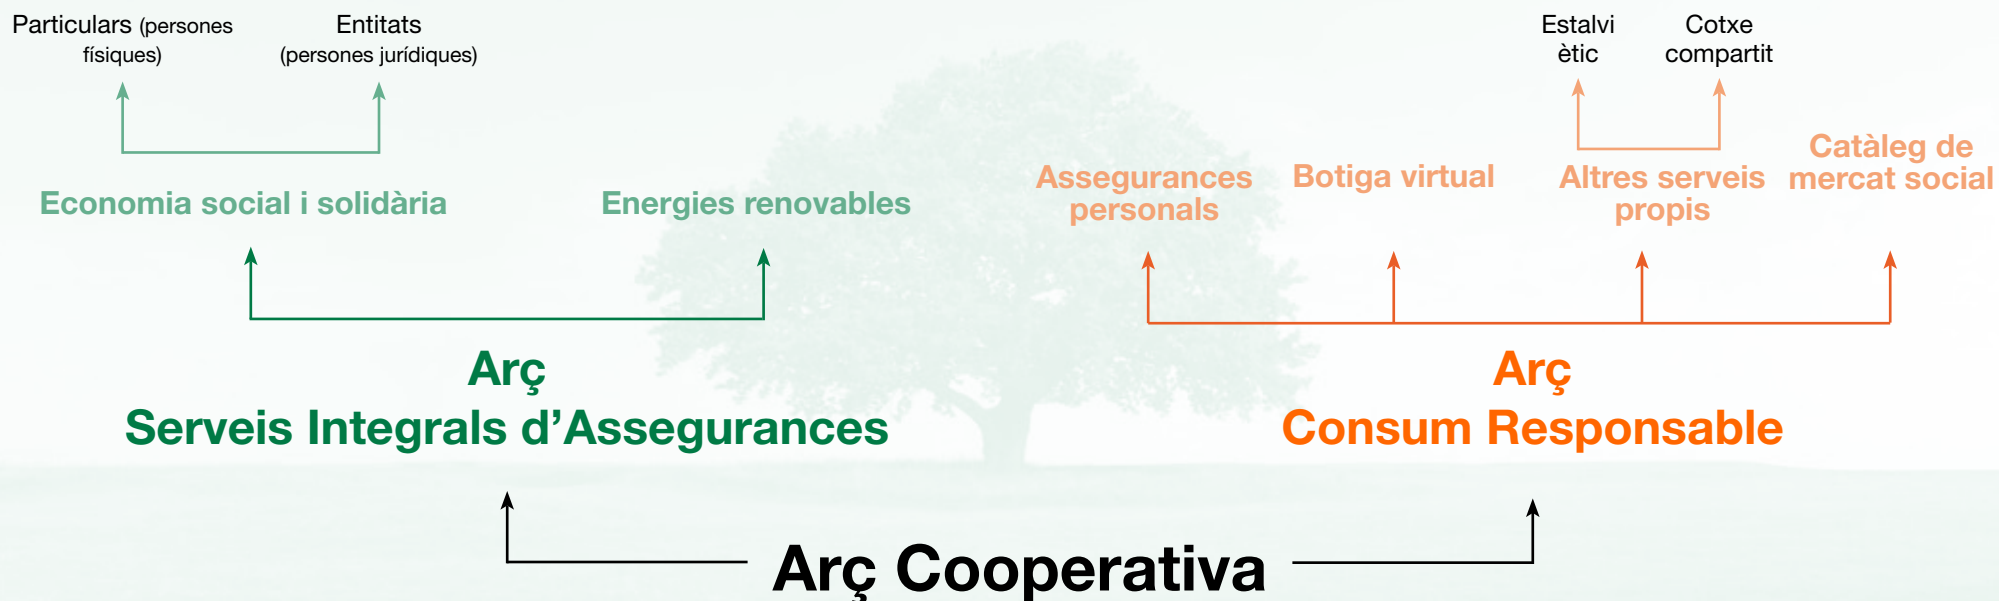 Particulars (persones
físiques)
Entitats
(persones jurídiques)
Estalvi
ètic
Cotxe
compartit
Economia social i solidària
Energies renovables
Assegurances
personals
Botiga virtual
Altres serveis
propis
Catàleg de
mercat social
Arç
Serveis Integrals d’Assegurances
Arç
Consum Responsable
Arç Cooperativa